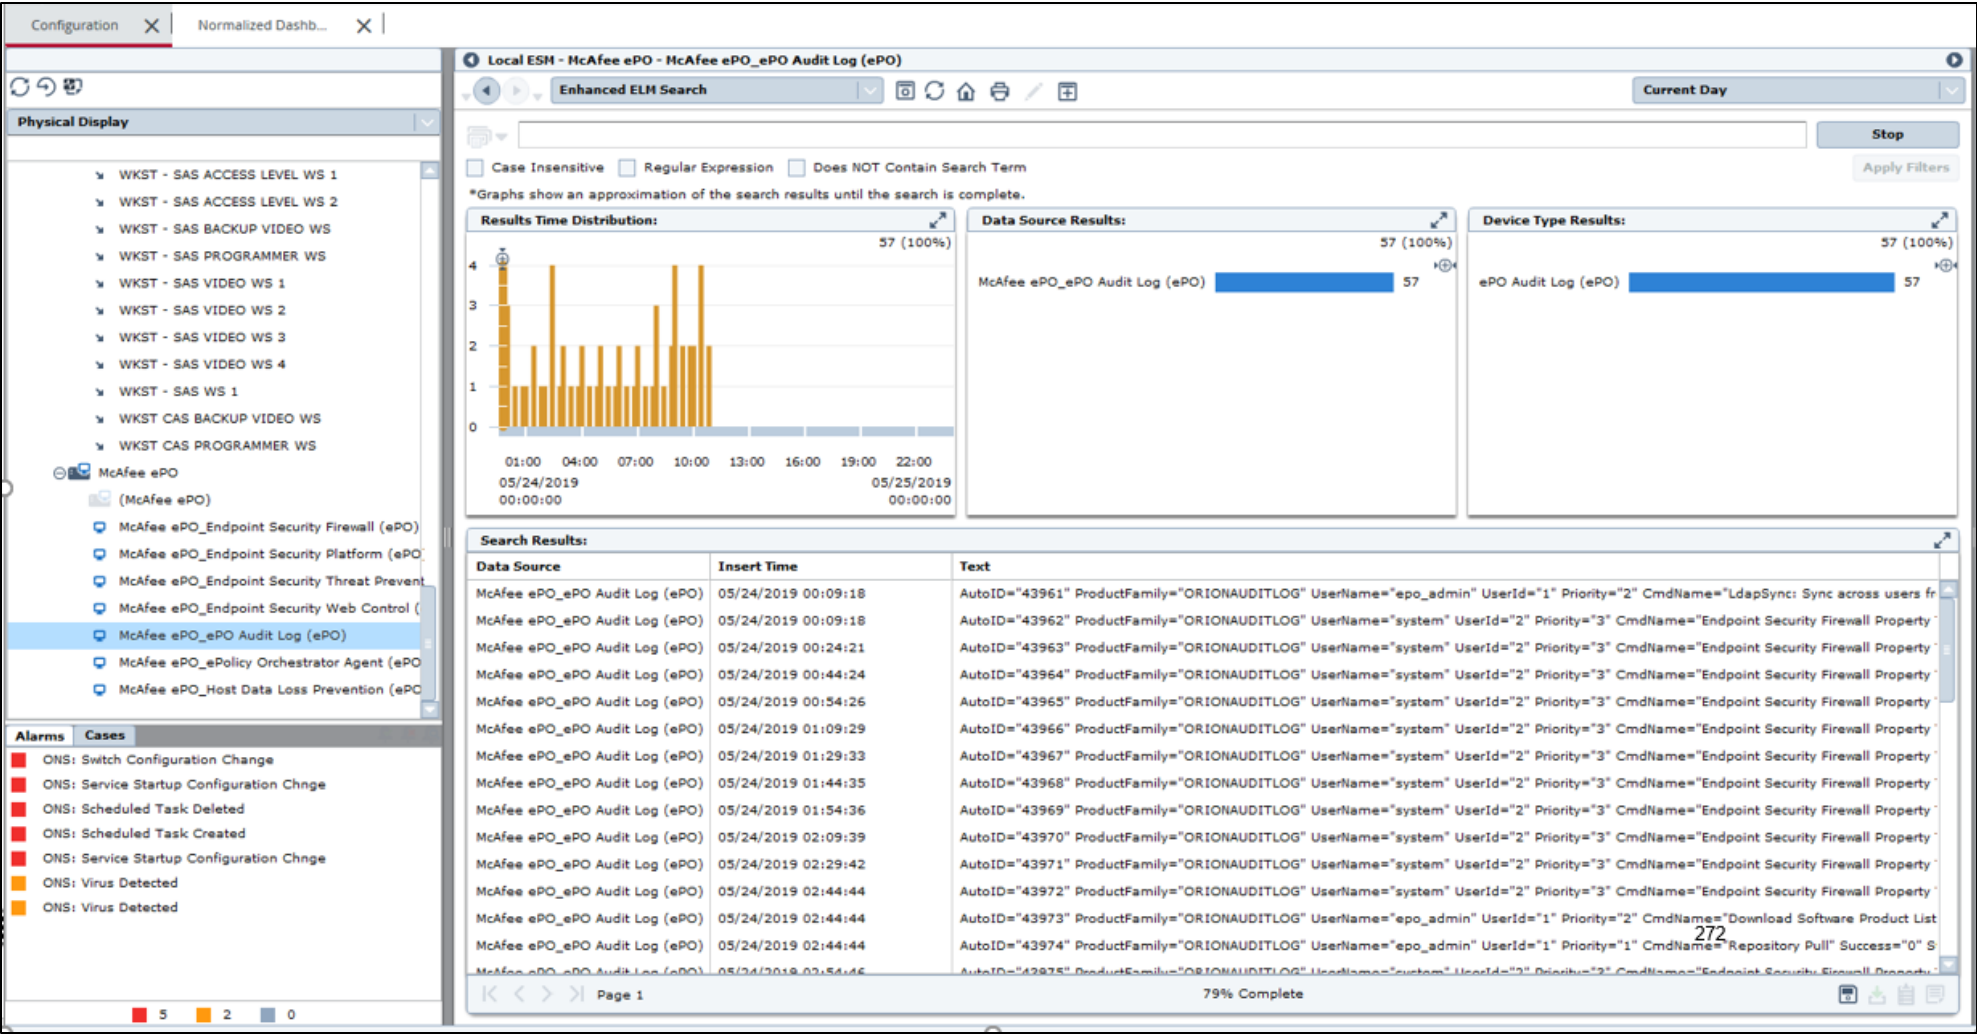 Configuration
Normalized Dashb...
Physical Display
WKST - SAS ACCESS LEVEL WS 1
WKST - SAS ACCESS LEVEL WS 2
WKST - SAS BACKUP VIDEO WS
WKST - SAS PROGRAMMER WS
WKST - SAS VIDEO WS 1
WKST - SAS VIDEO WS 2
WKST - SAS VIDEO WS 3
WKST - SAS VIDEO WS 4
WKST - SAS WS 1
WKST CAS BACKUP VIDEO WS
WKST CAS PROGRAMMER WS
McAfee ePO
(McAfee ePO)
McAfee ePO_Endpoint Security Firewall (ePO)
McAfee ePO_Endpoint Security Platform (ePO
McAfee ePO_Endpoint Security Threat Prevent
McAfee ePO_Endpoint Security Web Control (
McAfee ePO_ePO Audit Log (ePO)
McAfee ePO_ePolicy Orchestrator Agent (ePO
McAfee ePO_Host Data Loss Prevention (ePO
Alarms Cases
ONS: Switch Configuration Change
ONS: Service Startup Configuration Chnge
ONS: Scheduled Task Deleted
ONS: Scheduled Task Created
ONS: Service Startup Configuration Chnge
ONS: Virus Detected
ONS: Virus Detected
5 2 0
Local ESM - McAfee ePO - McAfee ePO_ePO Audit Log (ePO)
Enhanced ELM Search
Current Day
Stop
Case Insensitive Regular Expression Does NOT Contain Search Term
Apply Filters
*Graphs show an approximation of the search results until the search is complete.
Results Time Distribution:
57 (100%)
4
3
2
1
0
01:00 04:00 07:00 10:00 13:00 16:00 19:00 22:00
05/24/2019 05/25/2019
00:00:00 00:00:00
Data Source Results:
57 (100%)
McAfee ePO_ePO Audit Log (ePO) 57
Device Type Results:
57 (100%)
ePO Audit Log (ePO) 57
Search Results:
Data Source Insert Time Text
McAfee ePO_ePO Audit Log (ePO) 05/24/2019 00:09:18 AutoID="43961" ProductFamily="ORIONAUDITLOG" UserName="epo_admin" UserId="1" Priority="2" CmdName="LdapSync: Sync across users fr
McAfee ePO_ePO Audit Log (ePO) 05/24/2019 00:09:18 AutoID="43962" ProductFamily="ORIONAUDITLOG" UserName="system" UserId="2" Priority="3" CmdName="Endpoint Security Firewall Property
McAfee ePO_ePO Audit Log (ePO) 05/24/2019 00:24:21 AutoID="43963" ProductFamily="ORIONAUDITLOG" UserName="system" UserId="2" Priority="3" CmdName="Endpoint Security Firewall Property
McAfee ePO_ePO Audit Log (ePO) 05/24/2019 00:44:24 AutoID="43964" ProductFamily="ORIONAUDITLOG" UserName="system" UserId="2" Priority="3" CmdName="Endpoint Security Firewall Property
McAfee ePO_ePO Audit Log (ePO) 05/24/2019 00:54:26 AutoID="43965" ProductFamily="ORIONAUDITLOG" UserName="system" UserId="2" Priority="3" CmdName="Endpoint Security Firewall Property
McAfee ePO_ePO Audit Log (ePO) 05/24/2019 01:09:29 AutoID="43966" ProductFamily="ORIONAUDITLOG" UserName="system" UserId="2" Priority="3" CmdName="Endpoint Security Firewall Property
McAfee ePO_ePO Audit Log (ePO) 05/24/2019 01:29:33 AutoID="43967" ProductFamily="ORIONAUDITLOG" UserName="system" UserId="2" Priority="3" CmdName="Endpoint Security Firewall Property
McAfee ePO_ePO Audit Log (ePO) 05/24/2019 01:44:35 AutoID="43968" ProductFamily="ORIONAUDITLOG" UserName="system" UserId="2" Priority="3" CmdName="Endpoint Security Firewall Property
McAfee ePO_ePO Audit Log (ePO) 05/24/2019 01:54:36 AutoID="43969" ProductFamily="ORIONAUDITLOG" UserName="system" UserId="2" Priority="3" CmdName="Endpoint Security Firewall Property
McAfee ePO_ePO Audit Log (ePO) 05/24/2019 02:09:39 AutoID="43970" ProductFamily="ORIONAUDITLOG" UserName="system" UserId="2" Priority="3" CmdName="Endpoint Security Firewall Property
McAfee ePO_ePO Audit Log (ePO) 05/24/2019 02:29:42 AutoID="43971" ProductFamily="ORIONAUDITLOG" UserName="system" UserId="2" Priority="3" CmdName="Endpoint Security Firewall Property
McAfee ePO_ePO Audit Log (ePO) 05/24/2019 02:44:44 AutoID="43972" ProductFamily="ORIONAUDITLOG" UserName="system" UserId="2" Priority="3" CmdName="Endpoint Security Firewall Property
McAfee ePO_ePO Audit Log (ePO) 05/24/2019 02:44:44 AutoID="43973" ProductFamily="ORIONAUDITLOG" UserName="epo_admin" UserId="1" Priority="2" CmdName="Download Software Product List
McAfee ePO_ePO Audit Log (ePO) 05/24/2019 02:44:44 AutoID="43974" ProductFamily="ORIONAUDITLOG" UserName="epo_admin" UserId="1" Priority="1" CmdName="Repository Pull" Success="0" S
McAfee ePO_ePO Audit Log (ePO) 05/24/2019 02:54:46 AutoID="43975" ProductFamily="ORIONAUDITLOG" UserName="system" UserId="2" Priority="3" CmdName="Endpoint Security Firewall Property
272
Page 1
79% Complete